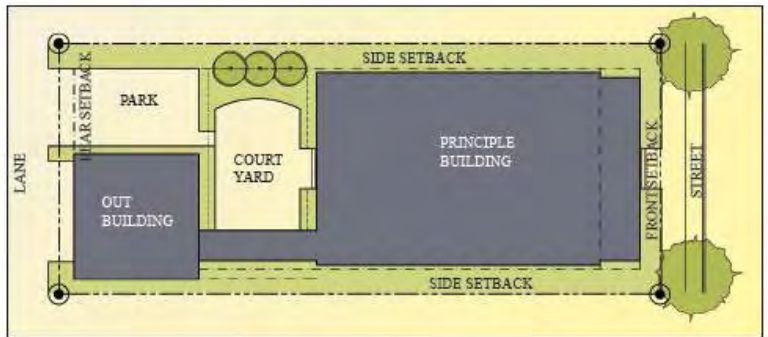 SIDE SETBACK
REAR SETBACK
PARK
LANE
COURT
YARD
PRINCIPLE
BUILDING
OUT
BUILDING
FRONT SETBACK
STREET
SIDE SETBACK